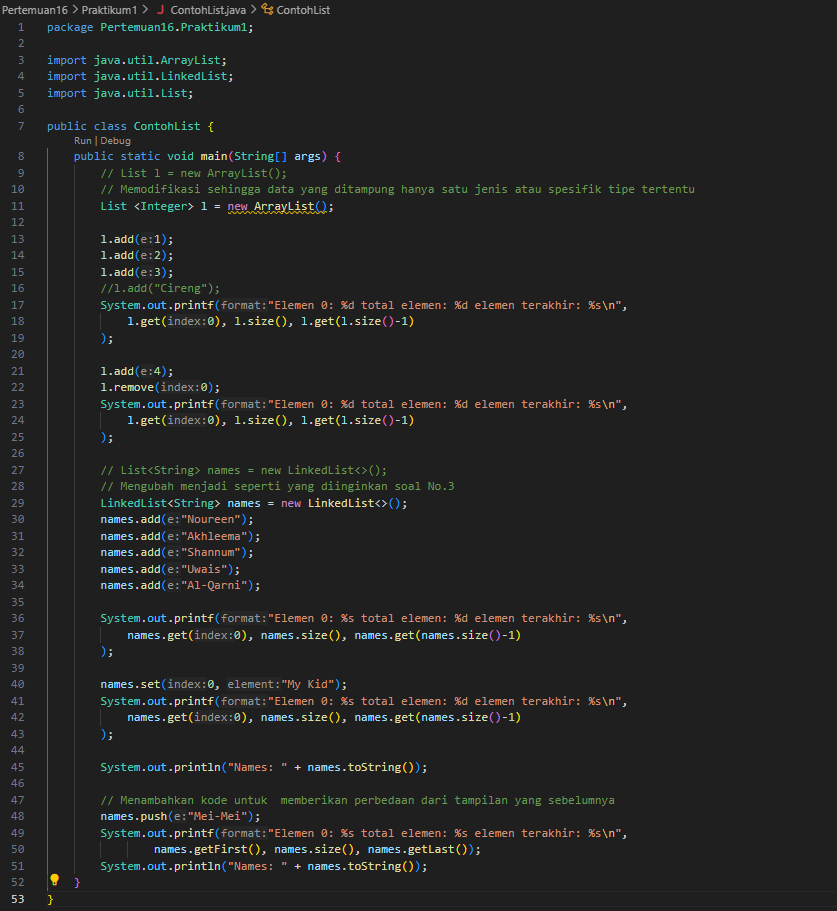 Pertemuan16 > Praktikum1 > J ContohList.java > ContohList
1 package Pertemuan16.Praktikum1;
2
3 import java.util.ArrayList;
4 import java.util.LinkedList;
5 import java.util.List;
6
7 public class ContohList {
Run | Debug
8 public static void main(String[] args) {
9 // List l = new ArrayList();
10 // Memodifikasi sehingga data yang ditampung hanya satu jenis atau spesifik tipe tertentu
11 List <Integer> l = new ArrayList();
12
13 l.add(e:1);
14 l.add(e:2);
15 l.add(e:3);
16 //l.add("Cireng");
17 System.out.printf(format:"Elemen 0: %d total elemen: %d elemen terakhir: %s\n",
18 l.get(index:0), l.size(), l.get(l.size()-1)
19 );
20
21 l.add(e:4);
22 l.remove(index:0);
23 System.out.printf(format:"Elemen 0: %d total elemen: %d elemen terakhir: %s\n",
24 l.get(index:0), l.size(), l.get(l.size()-1)
25 );
26
27 // List<String> names = new LinkedList<>();
28 // Mengubah menjadi seperti yang diinginkan soal No.3
29 LinkedList<String> names = new LinkedList<>();
30 names.add(e:"Noureen");
31 names.add(e:"Akhleema");
32 names.add(e:"Shannum");
33 names.add(e:"Uwais");
34 names.add(e:"Al-Qarni");
35
36 System.out.printf(format:"Elemen 0: %s total elemen: %d elemen terakhir: %s\n",
37 names.get(index:0), names.size(), names.get(names.size()-1)
38 );
39
40 names.set(index:0, element:"My Kid");
41 System.out.printf(format:"Elemen 0: %s total elemen: %d elemen terakhir: %s\n",
42 names.get(index:0), names.size(), names.get(names.size()-1)
43 );
44
45 System.out.println("Names: " + names.toString());
46
47 // Menambahkan kode untuk  memberikan perbedaan dari tampilan yang sebelumnya
48 names.push(e:"Mei-Mei");
49 System.out.printf(format:"Elemen 0: %s total elemen: %s elemen terakhir: %s\n",
50 names.getFirst(), names.size(), names.getLast());
51 System.out.println("Names: " + names.toString());
52 }
53 }